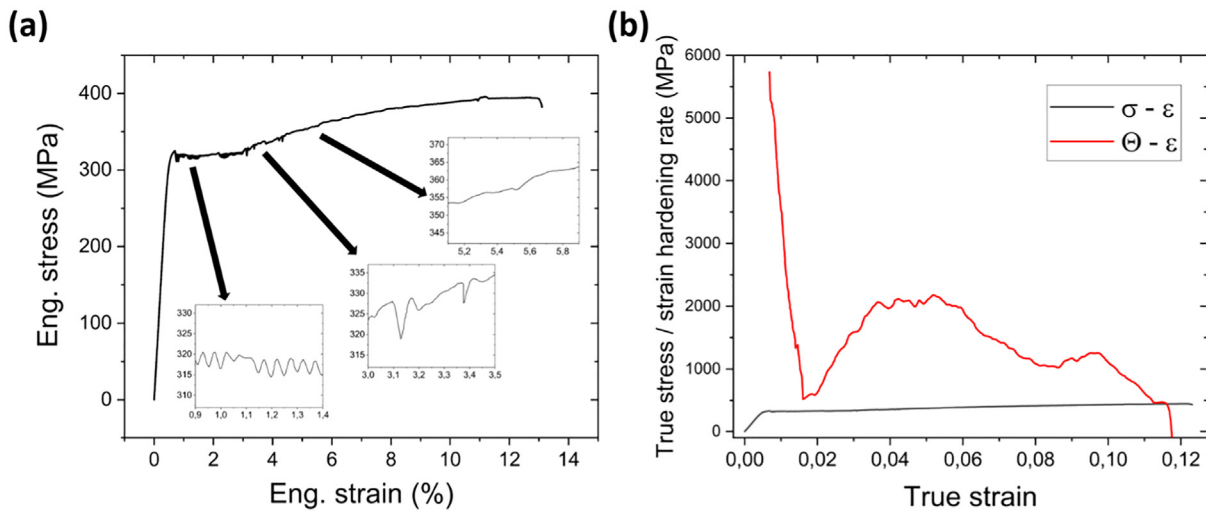 (a)
Eng. stress (MPa)
400
300
200
100
0
372
370
365
360
355
350
345
5,2 5,4 5,6 5,8
335
330
325
320
315
3,0 3,1 3,2 3,3 3,4 3,5
330
325
320
315
310
0,9 1,0 1,1 1,2 1,3 1,4
0 2 4 6 8 10 12 14
Eng. strain (%)
(b)
True stress / strain hardening rate (MPa)
6000
5000
4000
3000
2000
1000
0
σ - ε
Θ - ε
0,00 0,02 0,04 0,06 0,08 0,10 0,12
True strain